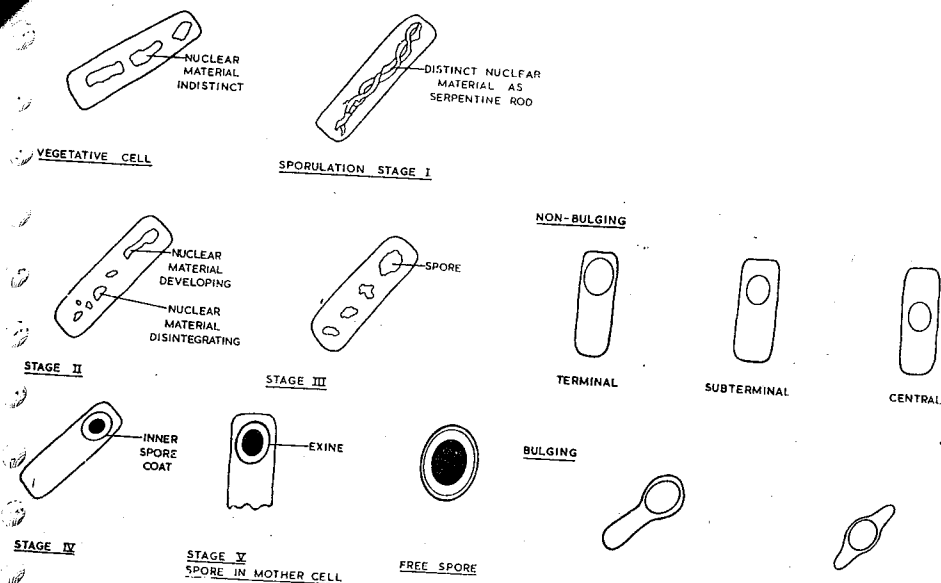 NUCLEAR
MATERIAL
INDISTINCT
VEGETATIVE CELL
DISTINCT NUCLEAR
MATERIAL AS
SERPENTINE ROD
SPORULATION STAGE I
NUCLEAR
MATERIAL
DEVELOPING
NUCLEAR
MATERIAL
DISINTEGRATING
STAGE II
SPORE
STAGE III
NON-BULGING
TERMINAL
SUBTERMINAL
CENTRAL
INNER
SPORE
COAT
STAGE IV
EXINE
STAGE V
SPORE IN MOTHER CELL
FREE SPORE
BULGING